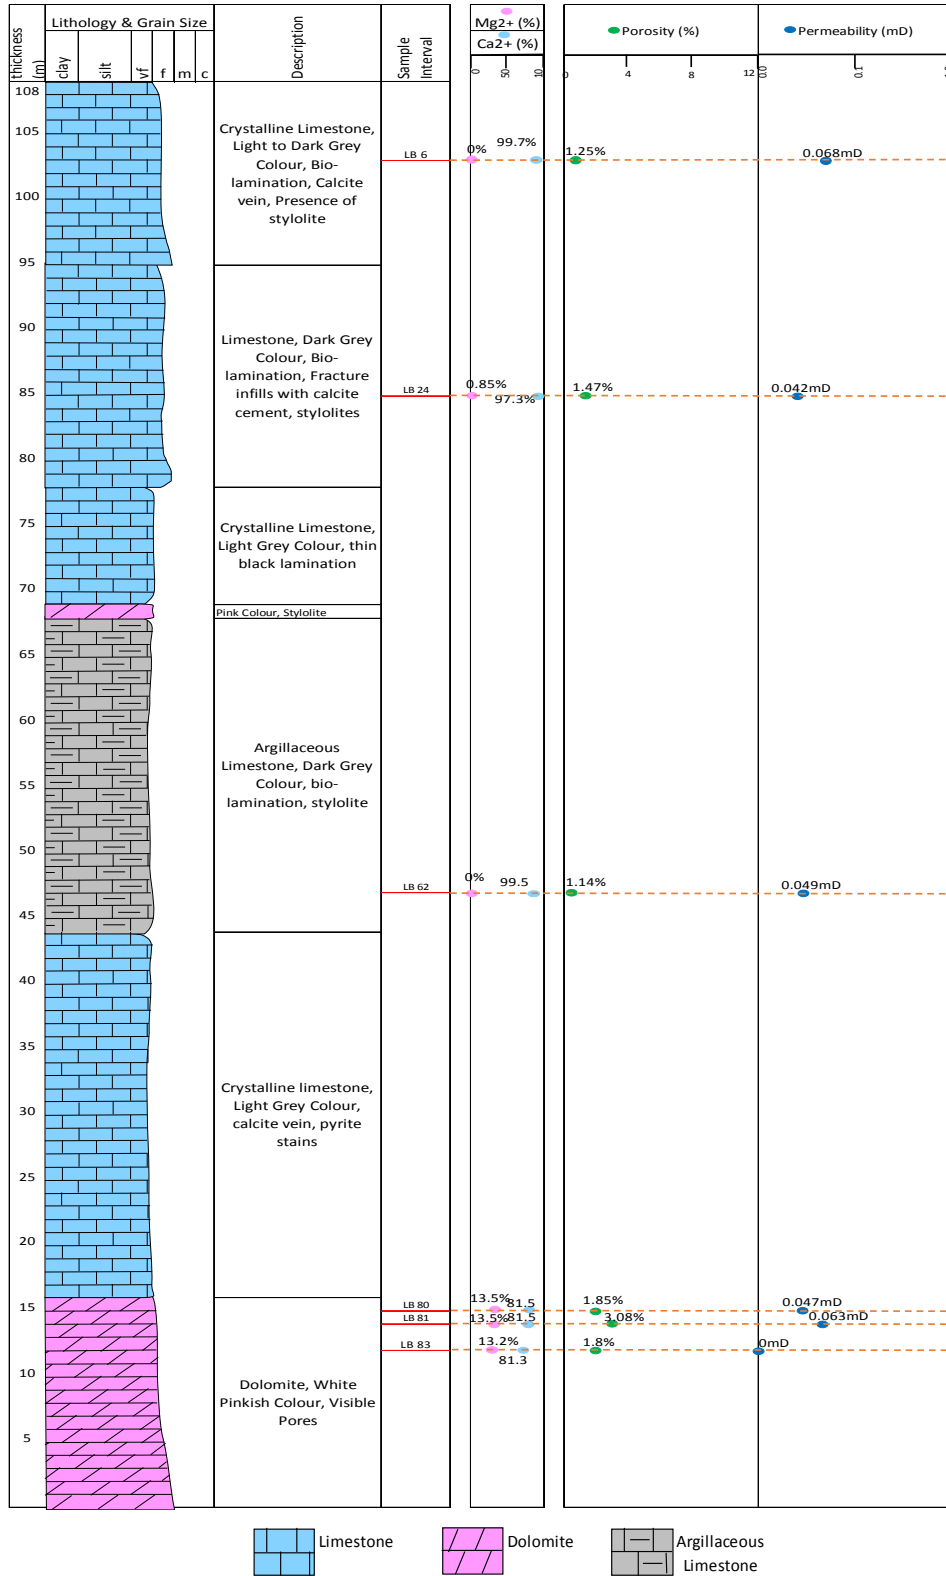 Lithology & Grain Size
thickness
(m)
clay
silt
vf
f
m
c
Description
Sample
Interval
Mg2+ (%)
Ca2+ (%)
0
50
10
Porosity (%)
0
4
8
12
Permeability (mD)
0.0
0.1
108
105
100
95
90
85
80
75
70
65
60
55
50
45
40
35
30
25
20
15
10
5
Crystalline Limestone,
Light to Dark Grey
Colour, Bio-
lamination, Calcite
vein, Presence of
stylolite
LB 6
0%
99.7%
1.25%
0.068mD
Limestone, Dark Grey
Colour, Bio-
lamination, Fracture
infills with calcite
cement, stylolites
LB 24
0.85%
97.3%
1.47%
0.042mD
Crystalline Limestone,
Light Grey Colour, thin
black lamination
Pink Colour, Stylolite
Argillaceous
Limestone, Dark Grey
Colour, bio-
lamination, stylolite
LB 62
0%
99.5
1.14%
0.049mD
Crystalline limestone,
Light Grey Colour,
calcite vein, pyrite
stains
LB 80
13.5%
81.5
1.85%
0.047mD
LB 81
13.5%
81.5
3.08%
0.063mD
LB 83
13.2%
81.3
1.8%
0mD
Dolomite, White
Pinkish Colour, Visible
Pores
Limestone
Dolomite
Argillaceous
Limestone